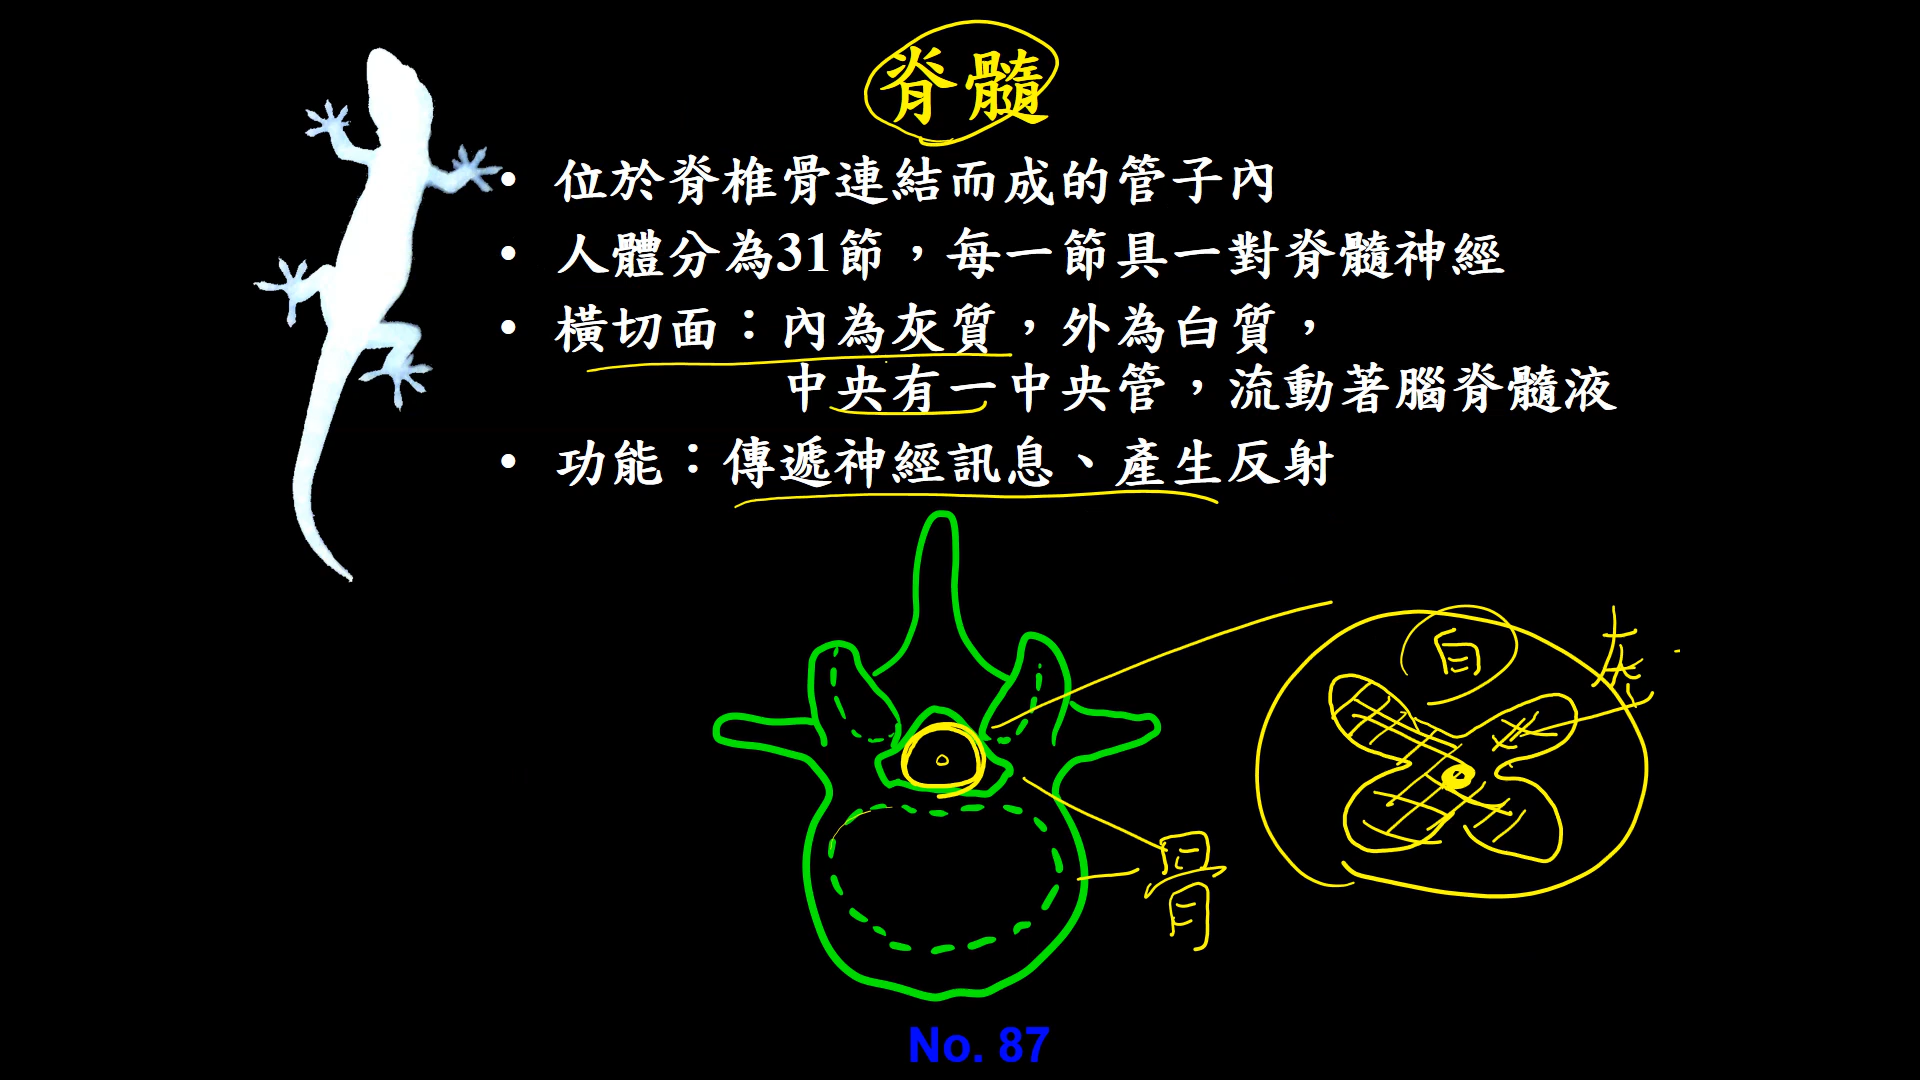 脊髓
• 位於脊椎骨連結而成的管子內
• 人體分為31節，每一節具一對脊髓神經
• 橫切面：內為灰質，外為白質，
中央有一中央管，流動著腦脊髓液
• 功能：傳遞神經訊息、產生反射
白
灰
骨
No. 87